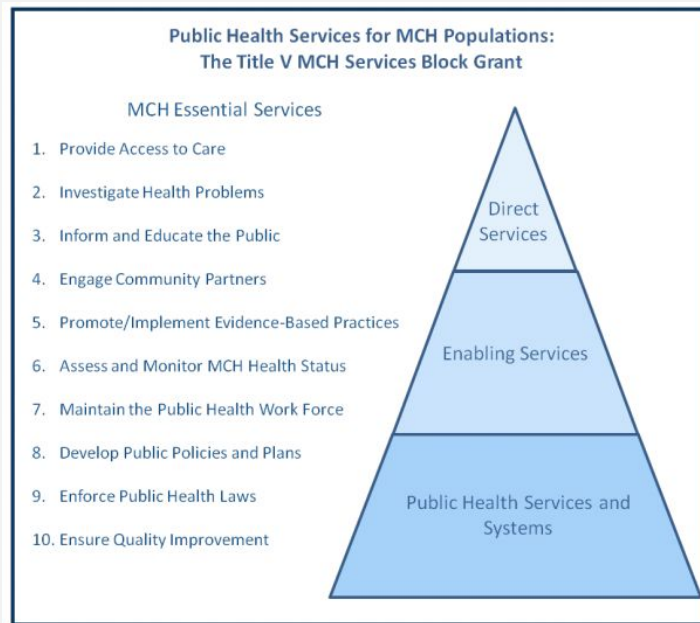 Public Health Services for MCH Populations:
The Title V MCH Services Block Grant
MCH Essential Services
1. Provide Access to Care
2. Investigate Health Problems
3. Inform and Educate the Public
4. Engage Community Partners
5. Promote/Implement Evidence-Based Practices
6. Assess and Monitor MCH Health Status
7. Maintain the Public Health Work Force
8. Develop Public Policies and Plans
9. Enforce Public Health Laws
10. Ensure Quality Improvement
Direct
Services
Enabling Services
Public Health Services and
Systems